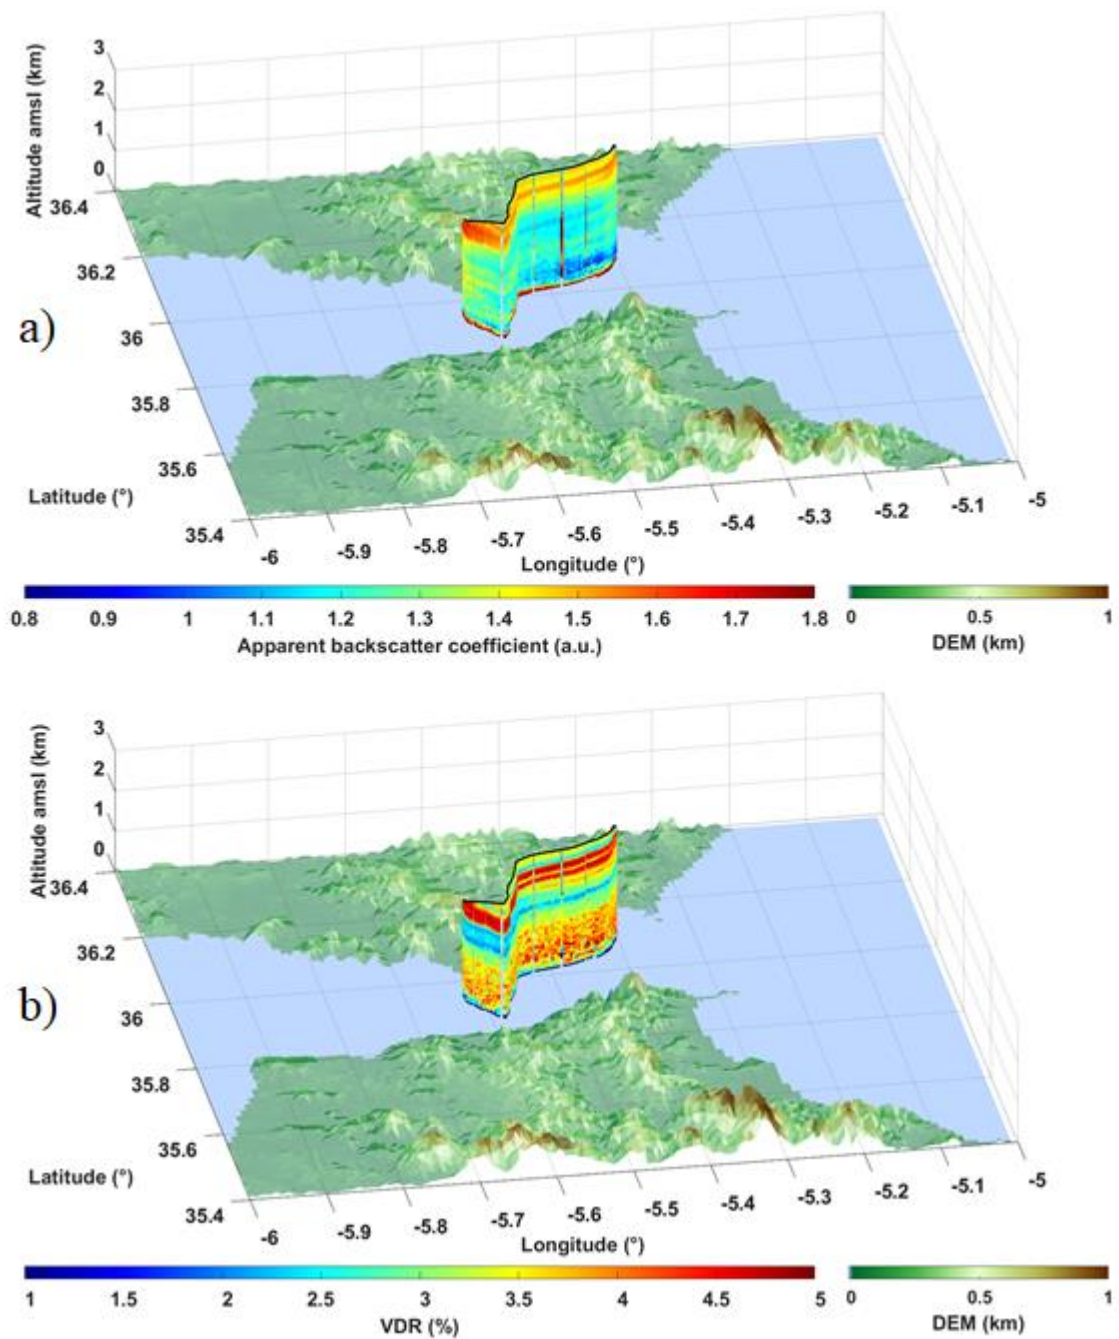 a)
Altitude amsl (km)
3
2
1
0
36.4
36.2
36
35.8
35.6
35.4
Latitude (°)
-6
-5.9
-5.8
-5.7
-5.6
-5.5
-5.4
-5.3
-5.2
-5.1
-5
Longitude (°)
0.8 0.9 1 1.1 1.2 1.3 1.4 1.5 1.6 1.7 1.8
Apparent backscatter coefficient (a.u.)
0 0.5 1
DEM (km)
b)
Altitude amsl (km)
3
2
1
0
36.4
36.2
36
35.8
35.6
35.4
Latitude (°)
-6
-5.9
-5.8
-5.7
-5.6
-5.5
-5.4
-5.3
-5.2
-5.1
-5
Longitude (°)
1 1.5 2 2.5 3 3.5 4 4.5 5
VDR (%)
0 0.5 1
DEM (km)